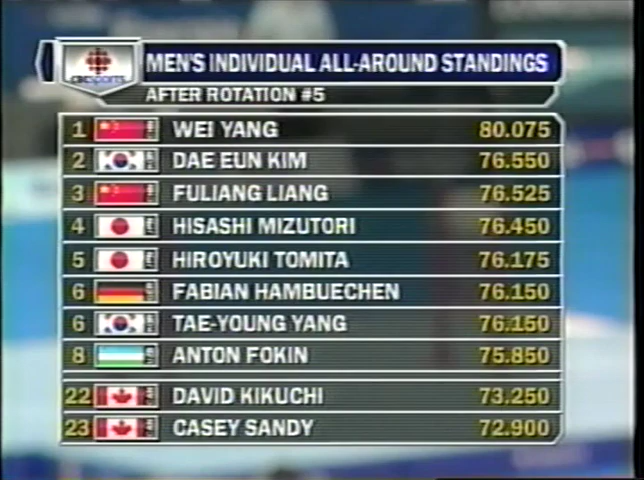 CBC SPORTS
MEN'S INDIVIDUAL ALL-AROUND STANDINGS
AFTER ROTATION #5
1 WEI YANG 80.075
2 DAE EUN KIM 76.550
3 FULIANG LIANG 76.525
4 HISASHI MIZUTORI 76.450
5 HIROYUKI TOMITA 76.175
6 FABIAN HAMBUECHEN 76.150
6 TAE-YOUNG YANG 76.150
8 ANTON FOKIN 75.850
22 DAVID KIKUCHI 73.250
23 CASEY SANDY 72.900